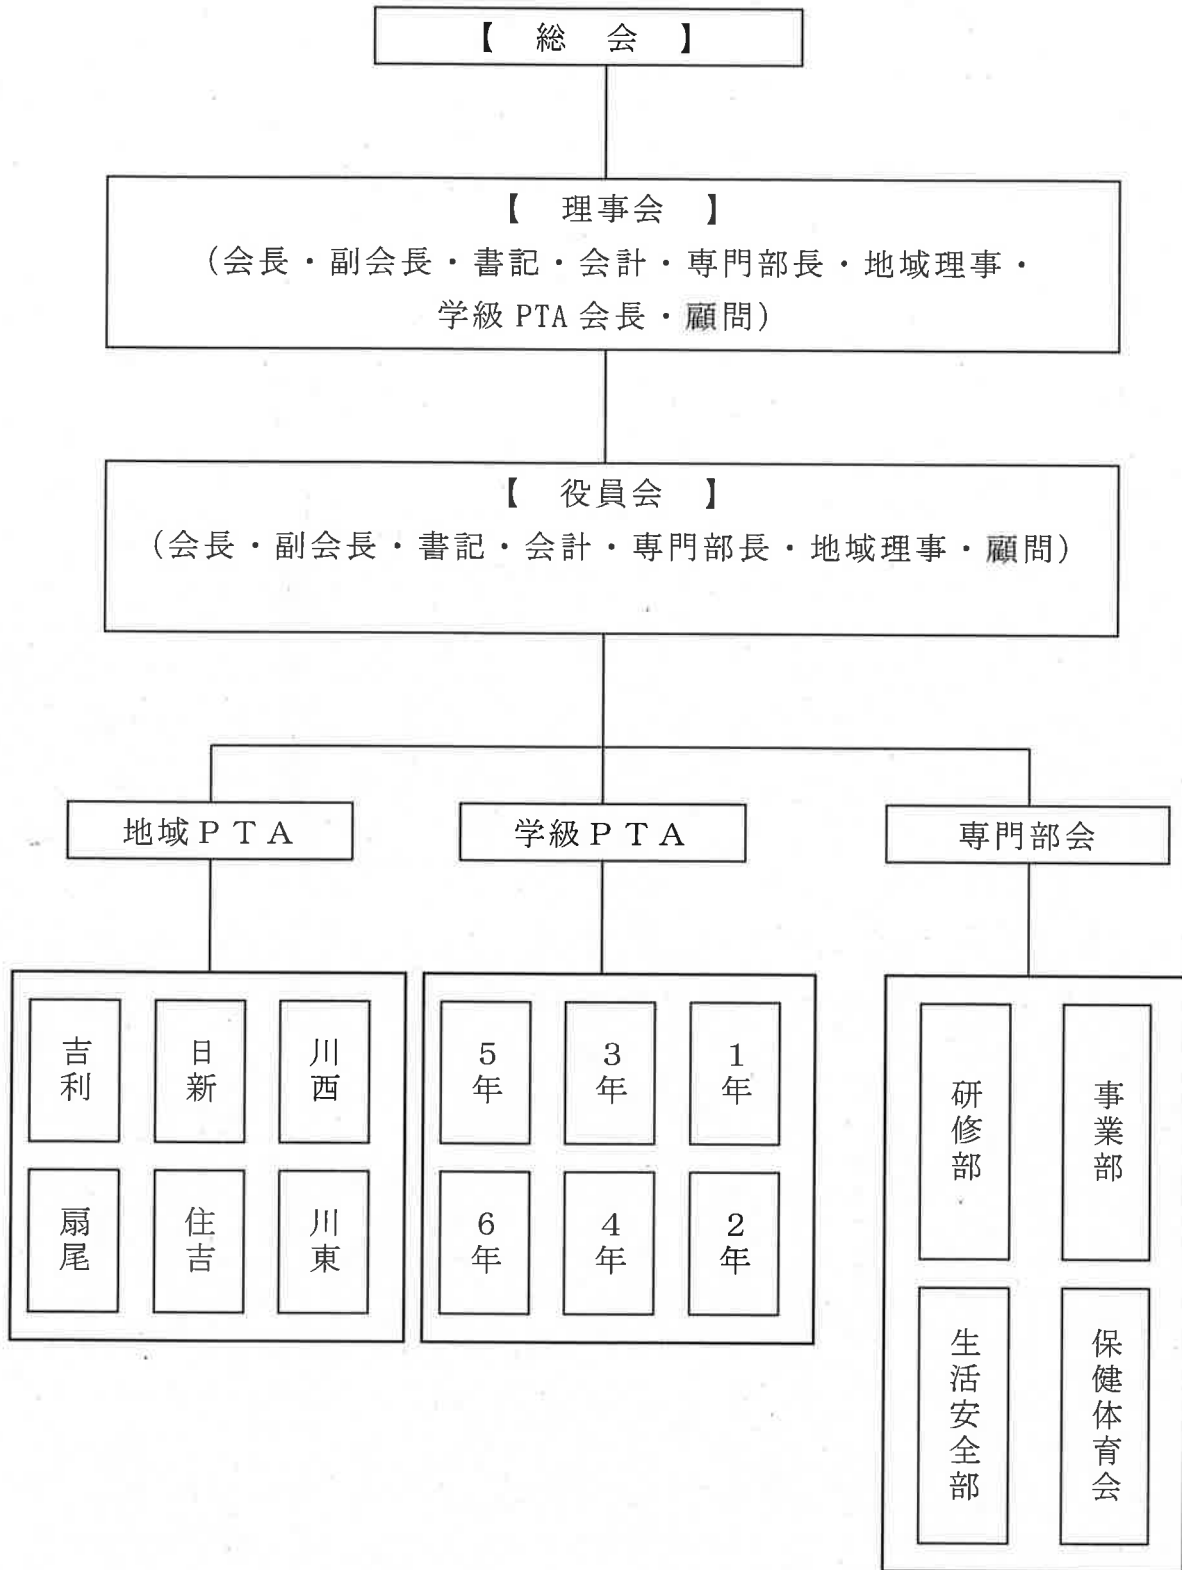 【 総 会 】
【 理事会 】
(会長・副会長・書記・会計・専門部長・地域理事・
学級 PTA 会長・顧問)
【 役員会 】
(会長・副会長・書記・会計・専門部長・地域理事・顧問)
地域ＰＴＡ
学級ＰＴＡ
専門部会
川西
日新
吉利
川東
住吉
扇尾
1年
3年
5年
2年
4年
6年
事業部
研修部
保健体育会
生活安全部